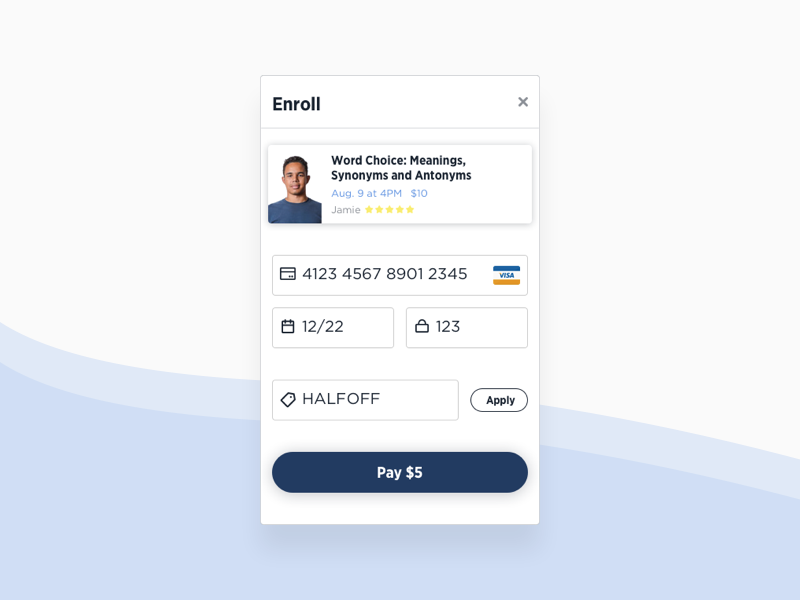 Enroll
Word Choice: Meanings,
Synonyms and Antonyms
Aug. 9 at 4PM $10
Jamie
4123 4567 8901 2345
VISA
12/22
123
HALFOFF
Apply
Pay $5